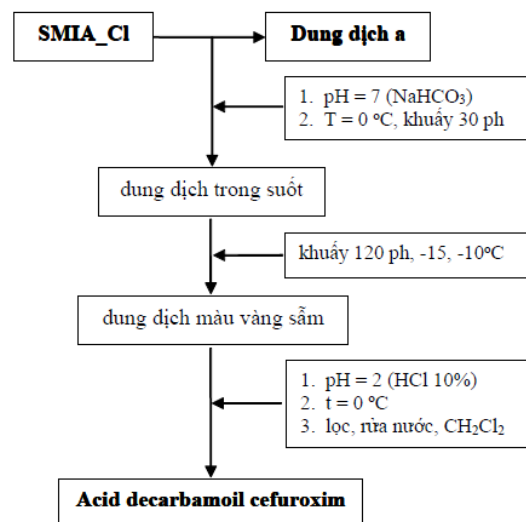 SMIA_Cl
Dung dịch a
1. pH = 7 (NaHCO₃)
2. T = 0 ºC, khuấy 30 ph
dung dịch trong suốt
khuấy 120 ph, -15, -10ºC
dung dịch màu vàng sẫm
1. pH = 2 (HCl 10%)
2. t = 0 ºC
3. lọc, rửa nước, CH₂Cl₂
Acid decarbamoil cefuroxim